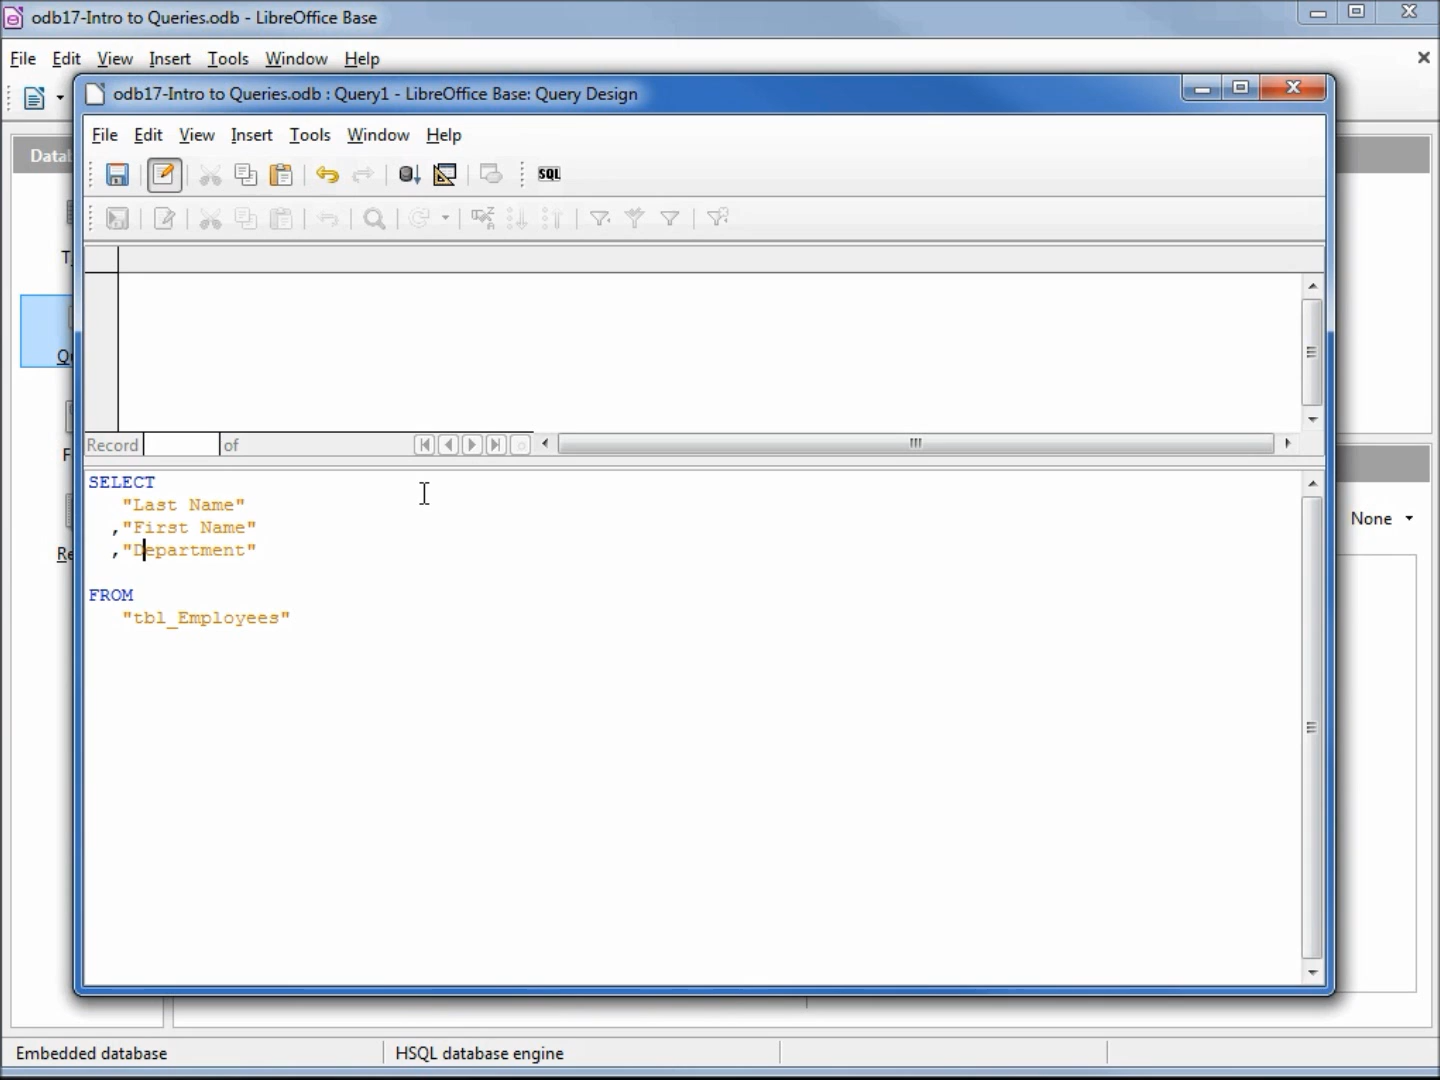 odb17-Intro to Queries.odb - LibreOffice Base
File Edit View Insert Tools Window Help
odb17-Intro to Queries.odb : Query1 - LibreOffice Base: Query Design
File Edit View Insert Tools Window Help
SQL
Record of
SELECT
"Last Name"
,"First Name"
,"Department"
FROM
"tbl_Employees"
None
Embedded database
HSQL database engine